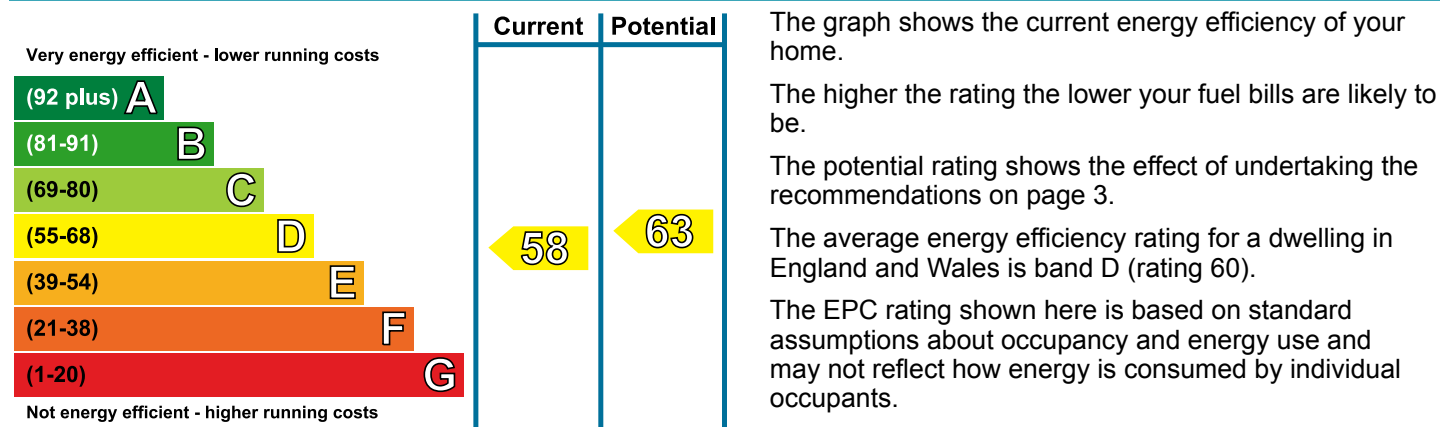 Current Potential
Very energy efficient - lower running costs
(92 plus) A
(81-91) B
(69-80) C
(55-68) D
(39-54) E
(21-38) F
(1-20) G
Not energy efficient - higher running costs
58
63
The graph shows the current energy efficiency of your
home.
The higher the rating the lower your fuel bills are likely to
be.
The potential rating shows the effect of undertaking the
recommendations on page 3.
The average energy efficiency rating for a dwelling in
England and Wales is band D (rating 60).
The EPC rating shown here is based on standard
assumptions about occupancy and energy use and
may not reflect how energy is consumed by individual
occupants.